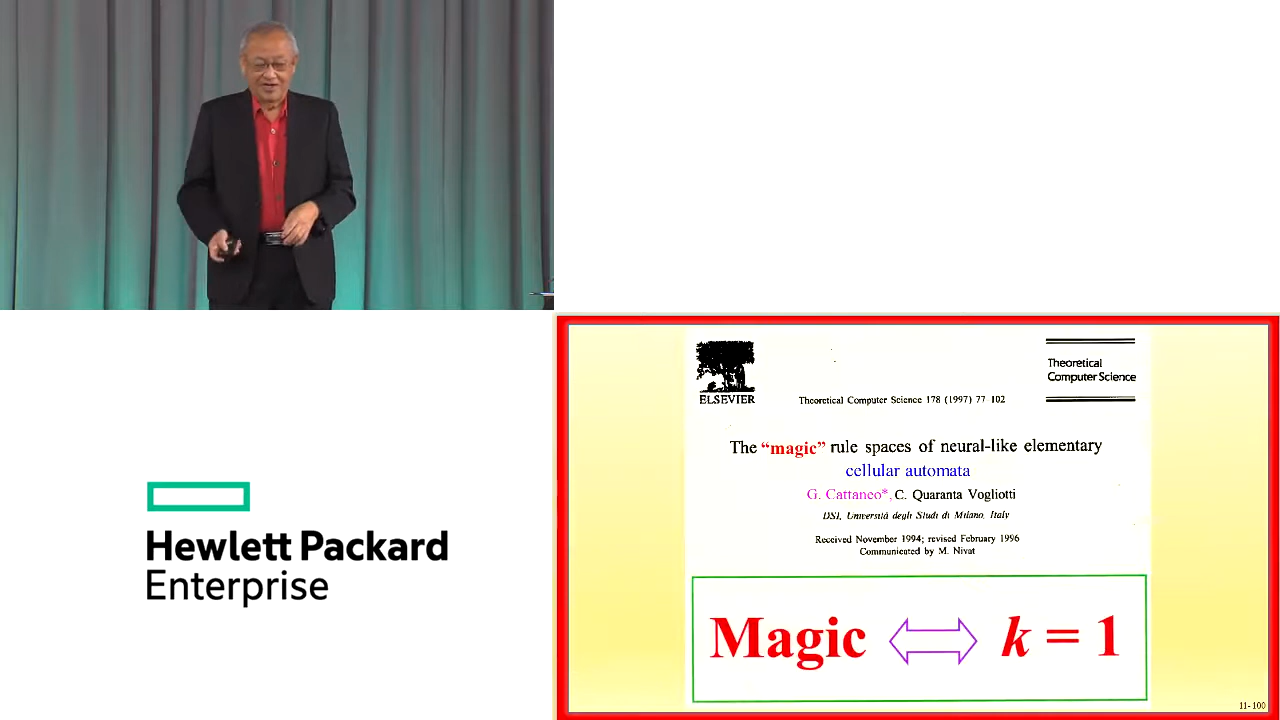 ELSEVIER
Theoretical
Computer Science
Theoretical Computer Science 178 (1997) 77 102
The “magic” rule spaces of neural-like elementary
cellular automata
G. Cattaneo*, C. Quaranta Vogliotti
DSI, Università degli Studi di Milano, Italy
Received November 1994; revised February 1996
Communicated by M. Nivat
Hewlett Packard
Enterprise
Magic k = 1
11-100